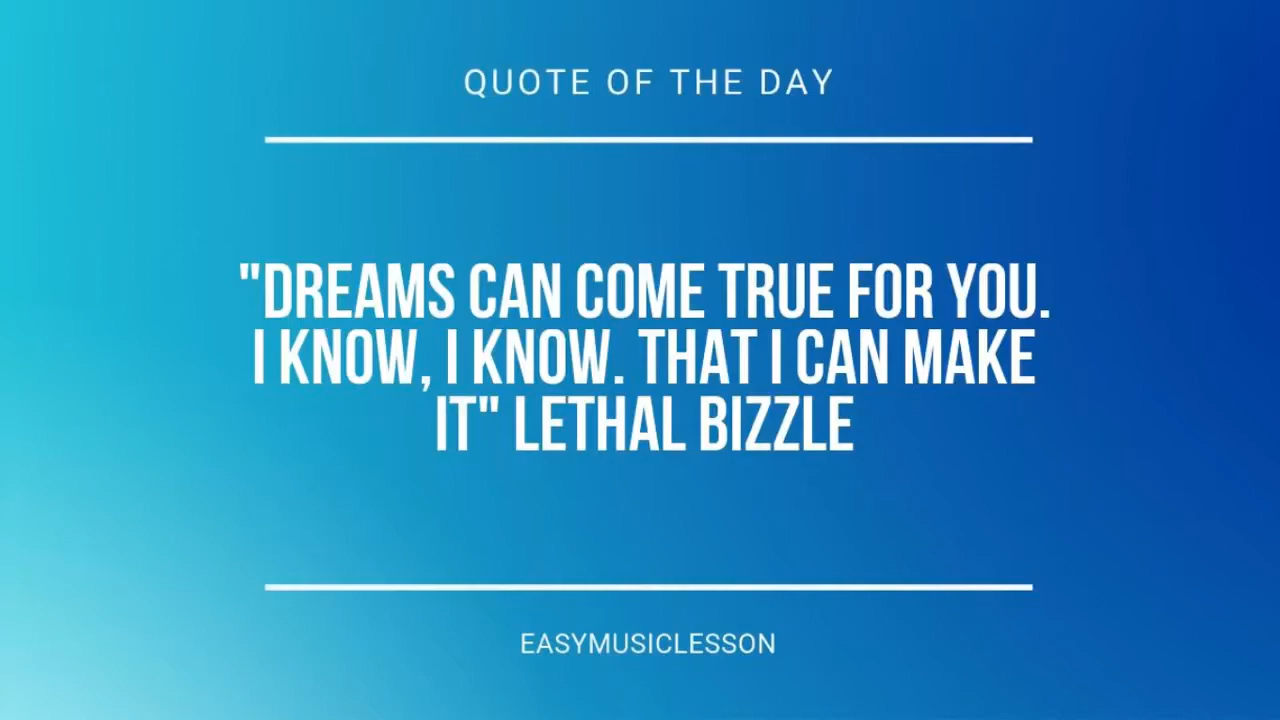 QUOTE OF THE DAY
"DREAMS CAN COME TRUE FOR YOU.
I KNOW, I KNOW. THAT I CAN MAKE
IT" LETHAL BIZZLE
EASYMUSICLESSON